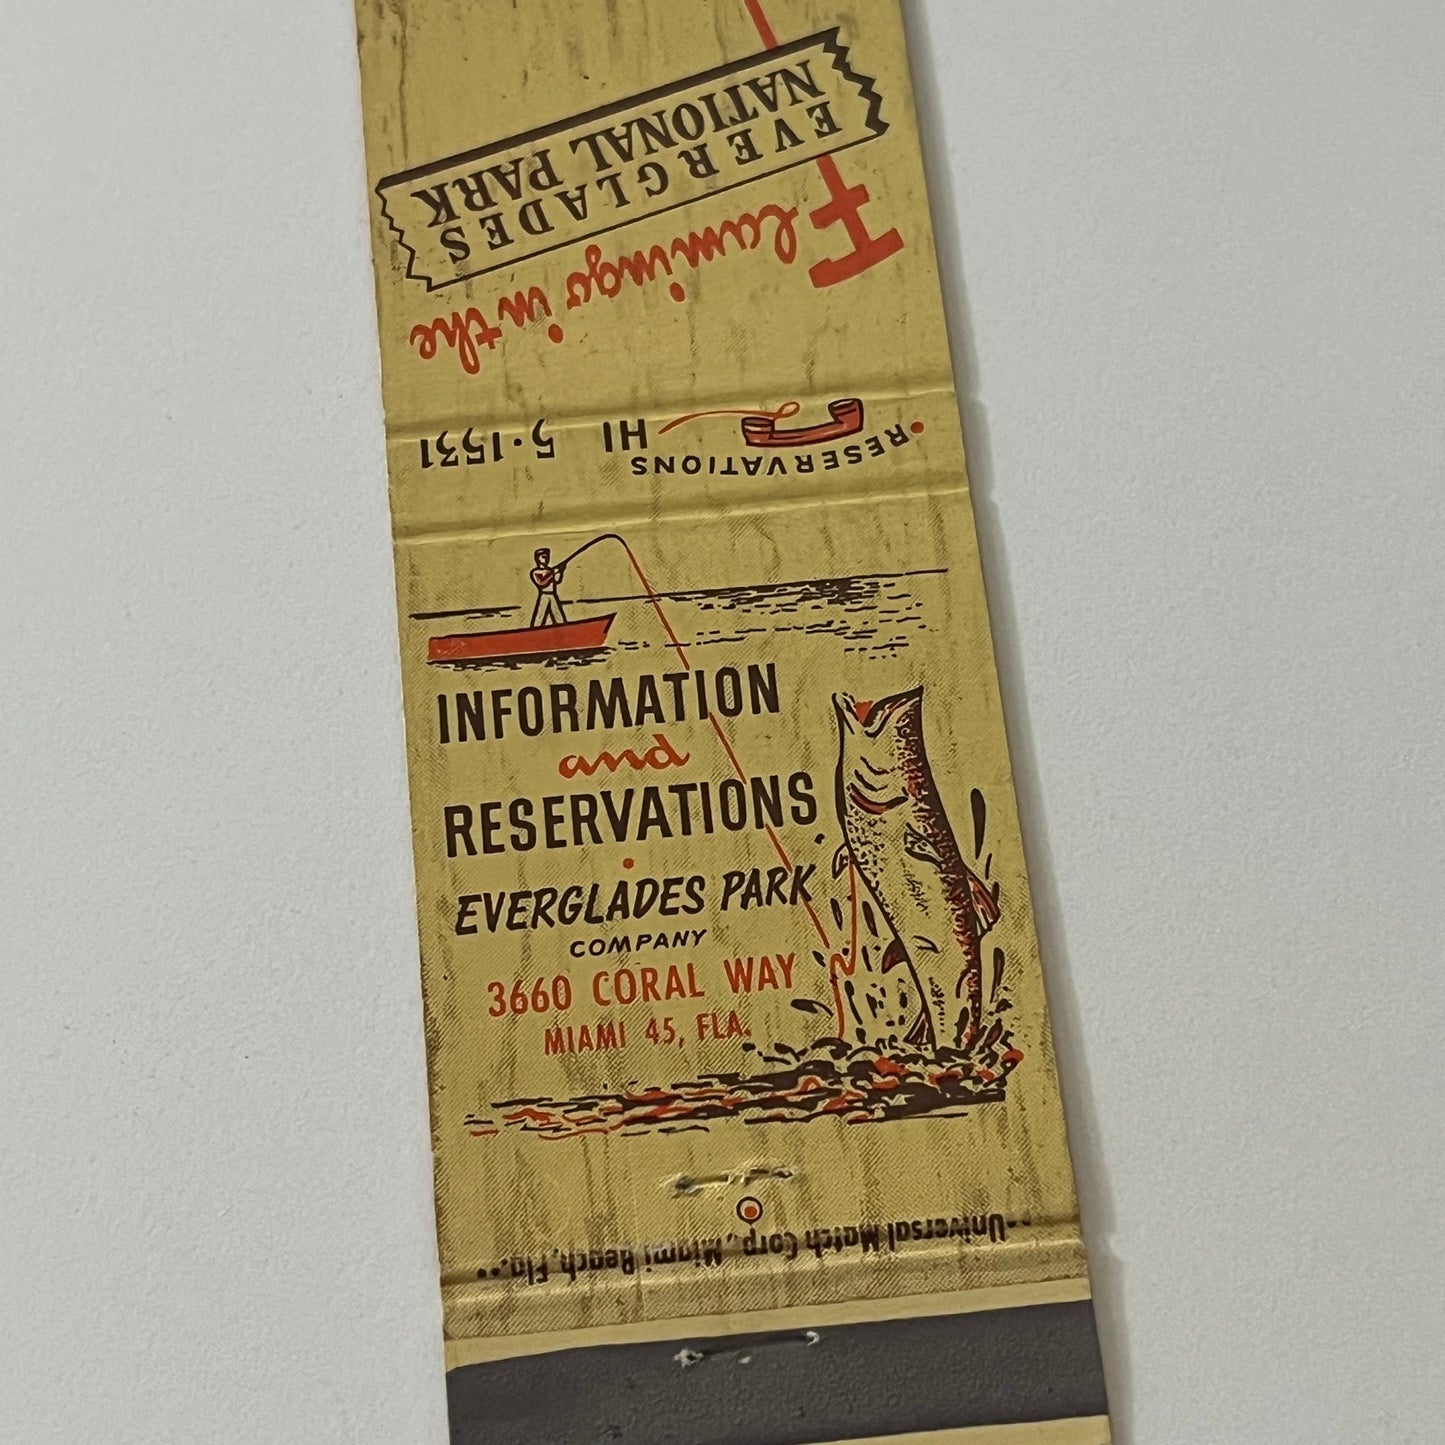 Flamingo in the
EVERGLADES
NATIONAL PARK
•RESERVATIONS
HI 5•1531
INFORMATION
and
RESERVATIONS
•
EVERGLADES PARK
COMPANY
3660 CORAL WAY
MIAMI 45, FLA.
••Universal Match Corp., Miami Beach, Fla.••